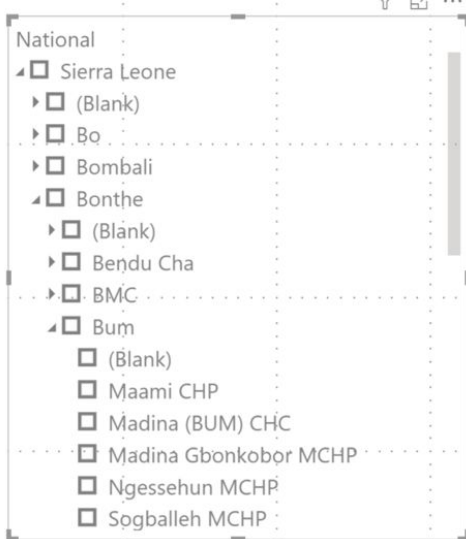 National
Sierra Leone
(Blank)
Bo
Bombali
Bonthe
(Blank)
Bendu Cha
BMC
Bum
(Blank)
Maami CHP
Madina (BUM) CHC
Madina Gbonkobor MCHP
Ngessehun MCHP
Sogballeh MCHP